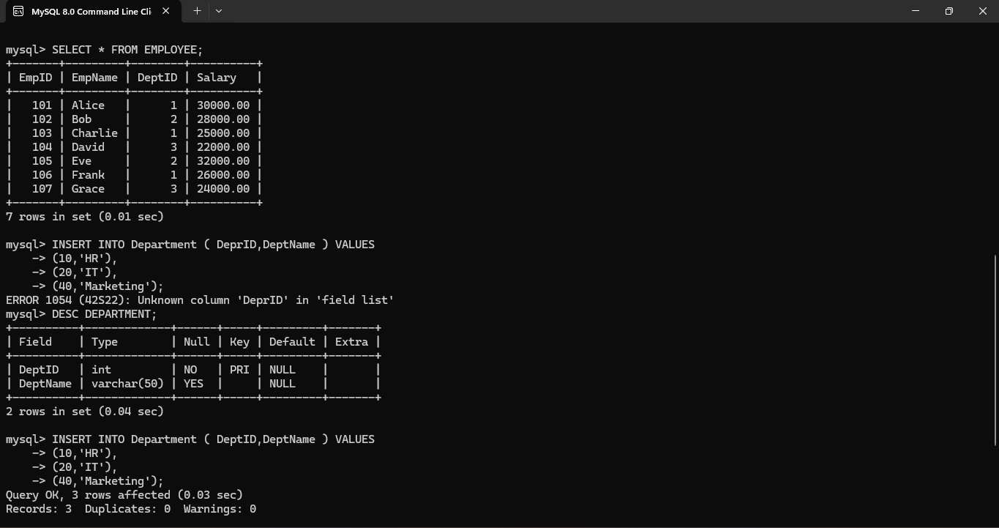 MySQL 8.0 Command Line Cli
mysql> SELECT * FROM EMPLOYEE;
+-------+---------+--------+----------+
| EmpID | EmpName | DeptID | Salary   |
+-------+---------+--------+----------+
|   101 | Alice   |      1 | 30000.00 |
|   102 | Bob     |      2 | 28000.00 |
|   103 | Charlie |      1 | 25000.00 |
|   104 | David   |      3 | 22000.00 |
|   105 | Eve     |      2 | 32000.00 |
|   106 | Frank   |      1 | 26000.00 |
|   107 | Grace   |      3 | 24000.00 |
+-------+---------+--------+----------+
7 rows in set (0.01 sec)
mysql> INSERT INTO Department ( DeprID,DeptName ) VALUES
    -> (10,'HR'),
    -> (20,'IT'),
    -> (40,'Marketing');
ERROR 1054 (42S22): Unknown column 'DeprID' in 'field list'
mysql> DESC DEPARTMENT;
+----------+-------------+------+-----+---------+-------+
| Field    | Type        | Null | Key | Default | Extra |
+----------+-------------+------+-----+---------+-------+
| DeptID   | int         | NO   | PRI | NULL    |       |
| DeptName | varchar(50) | YES  |     | NULL    |       |
+----------+-------------+------+-----+---------+-------+
2 rows in set (0.04 sec)
mysql> INSERT INTO Department ( DeptID,DeptName ) VALUES
    -> (10,'HR'),
    -> (20,'IT'),
    -> (40,'Marketing');
Query OK, 3 rows affected (0.03 sec)
Records: 3  Duplicates: 0  Warnings: 0